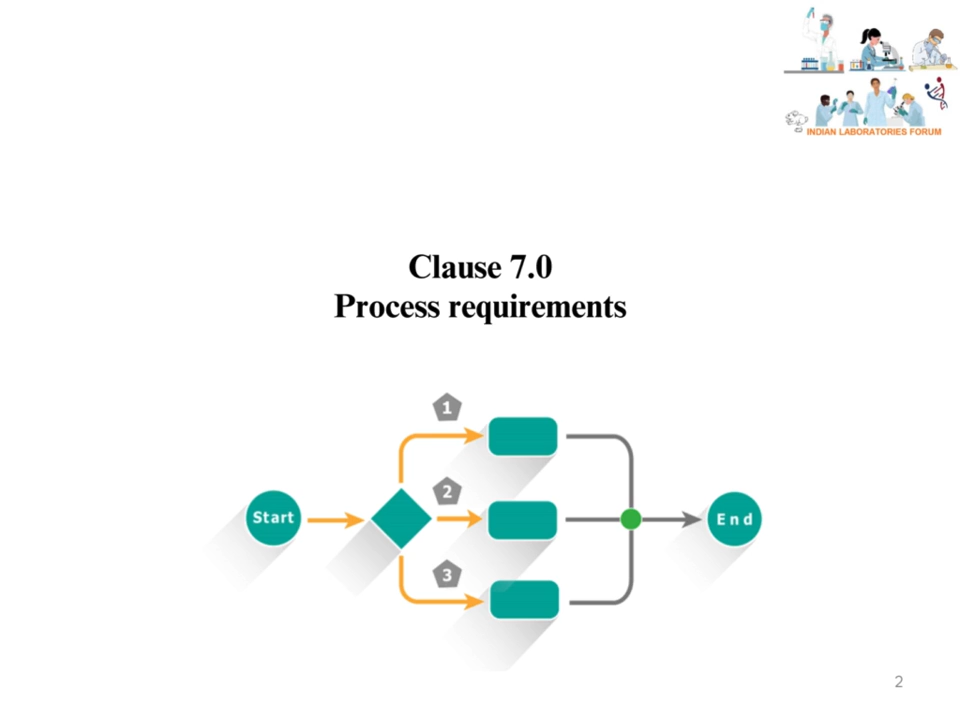 INDIAN LABORATORIES FORUM
Clause 7.0
Process requirements
1
Start
2
End
3
2